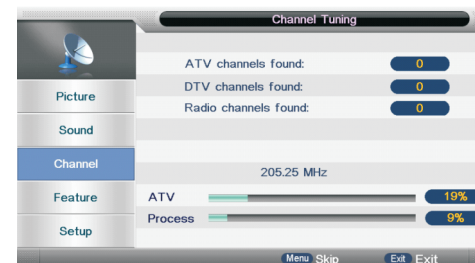 Channel Tuning
ATV channels found: 0
DTV channels found: 0
Radio channels found: 0
Picture
Sound
Channel
Feature
Setup
205.25 MHz
ATV 19%
Process 9%
Menu Skip Exit Exit